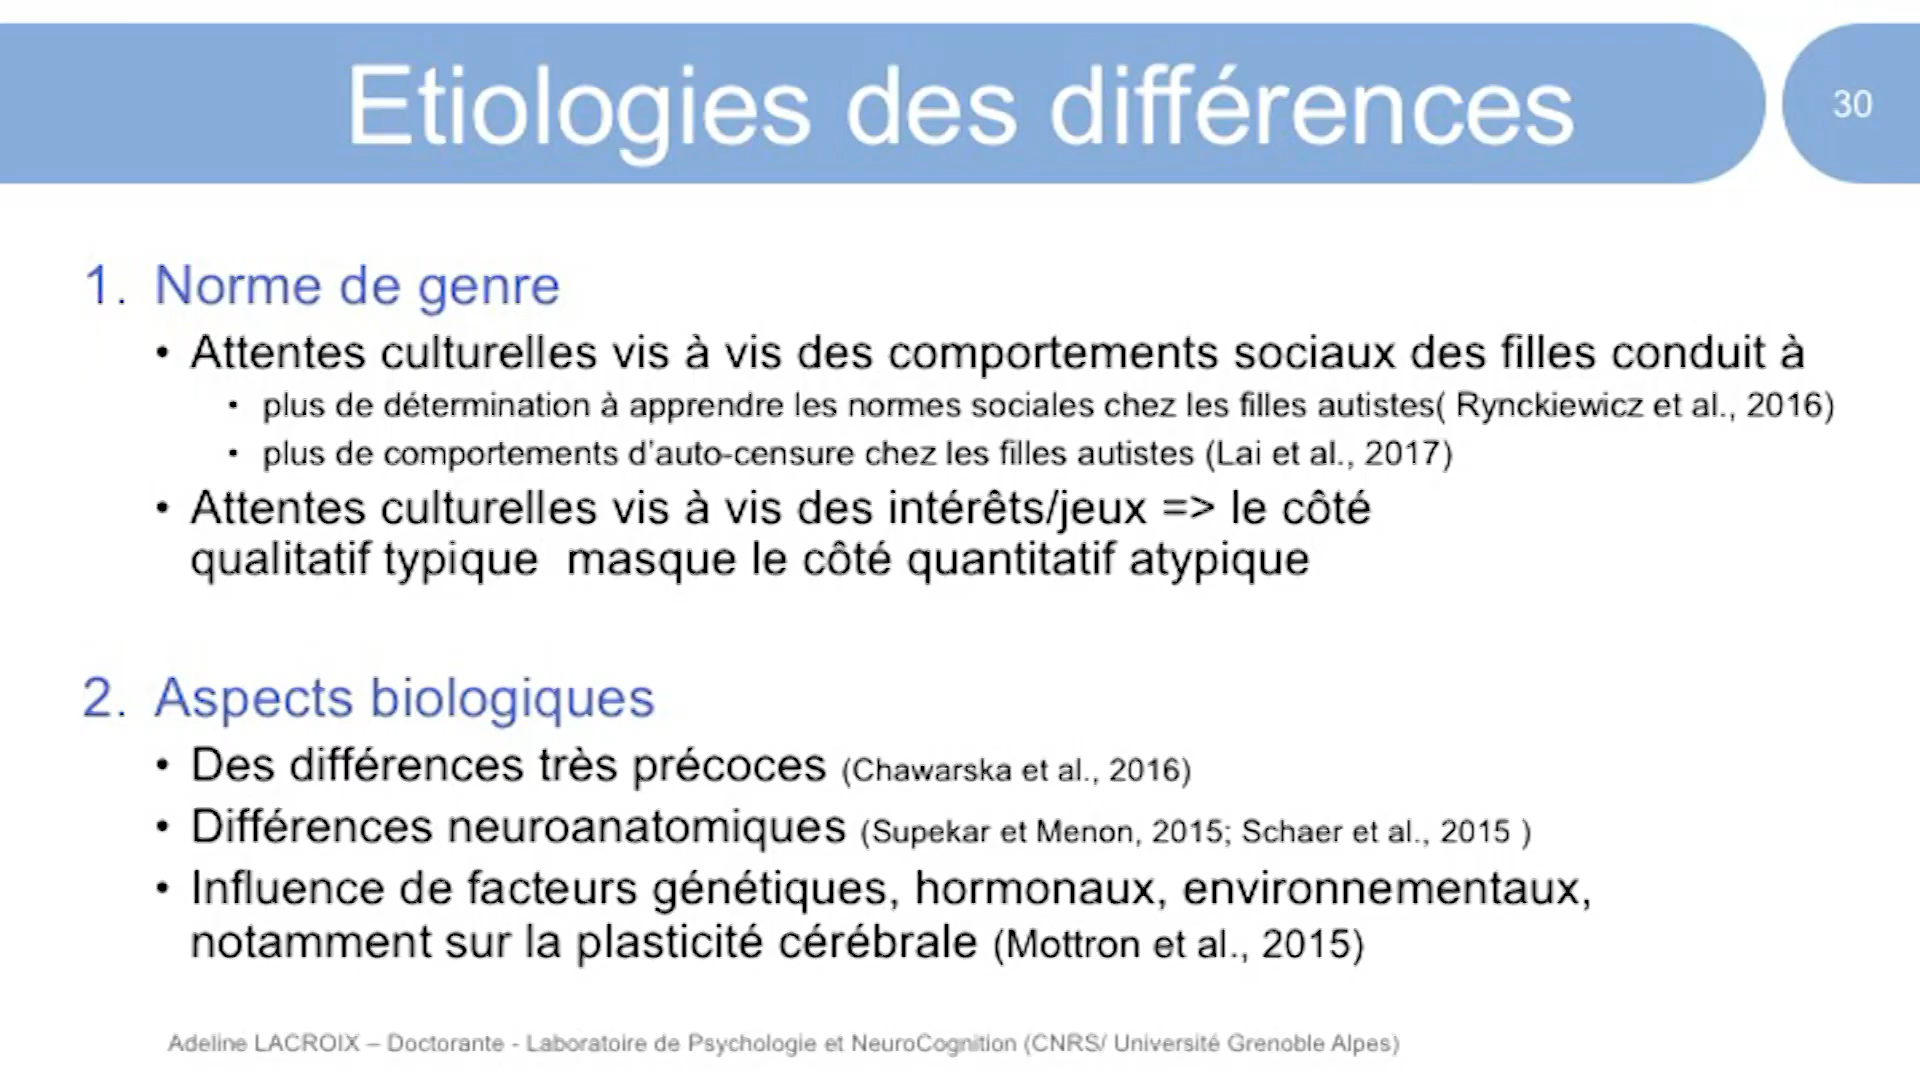 Etiologies des différences
30
1. Norme de genre
• Attentes culturelles vis à vis des comportements sociaux des filles conduit à
• plus de détermination à apprendre les normes sociales chez les filles autistes( Rynckiewicz et al., 2016)
• plus de comportements d'auto-censure chez les filles autistes (Lai et al., 2017)
• Attentes culturelles vis à vis des intérêts/jeux => le côté
qualitatif typique masque le côté quantitatif atypique
2. Aspects biologiques
• Des différences très précoces (Chawarska et al., 2016)
• Différences neuroanatomiques (Supekar et Menon, 2015; Schaer et al., 2015 )
• Influence de facteurs génétiques, hormonaux, environnementaux,
notamment sur la plasticité cérébrale (Mottron et al., 2015)
Adeline LACROIX – Doctorante - Laboratoire de Psychologie et NeuroCognition (CNRS/ Université Grenoble Alpes)